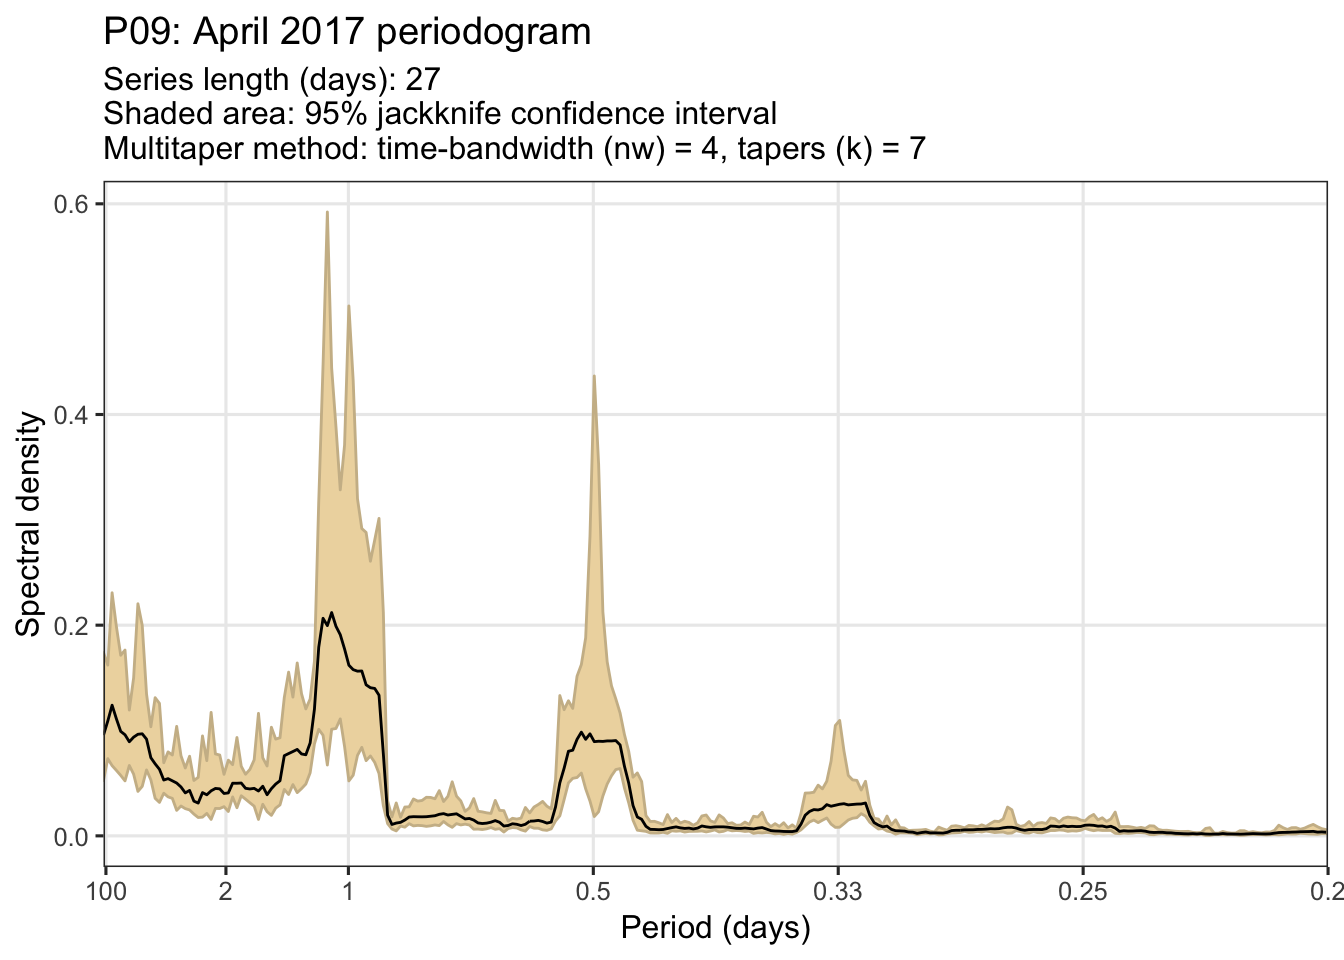 P09: April 2017 periodogram
Series length (days): 27
Shaded area: 95% jackknife confidence interval
Multitaper method: time-bandwidth (nw) = 4, tapers (k) = 7
Spectral density
0.6
0.4
0.2
0.0
100 2 1 0.5 0.33 0.25 0.2
Period (days)